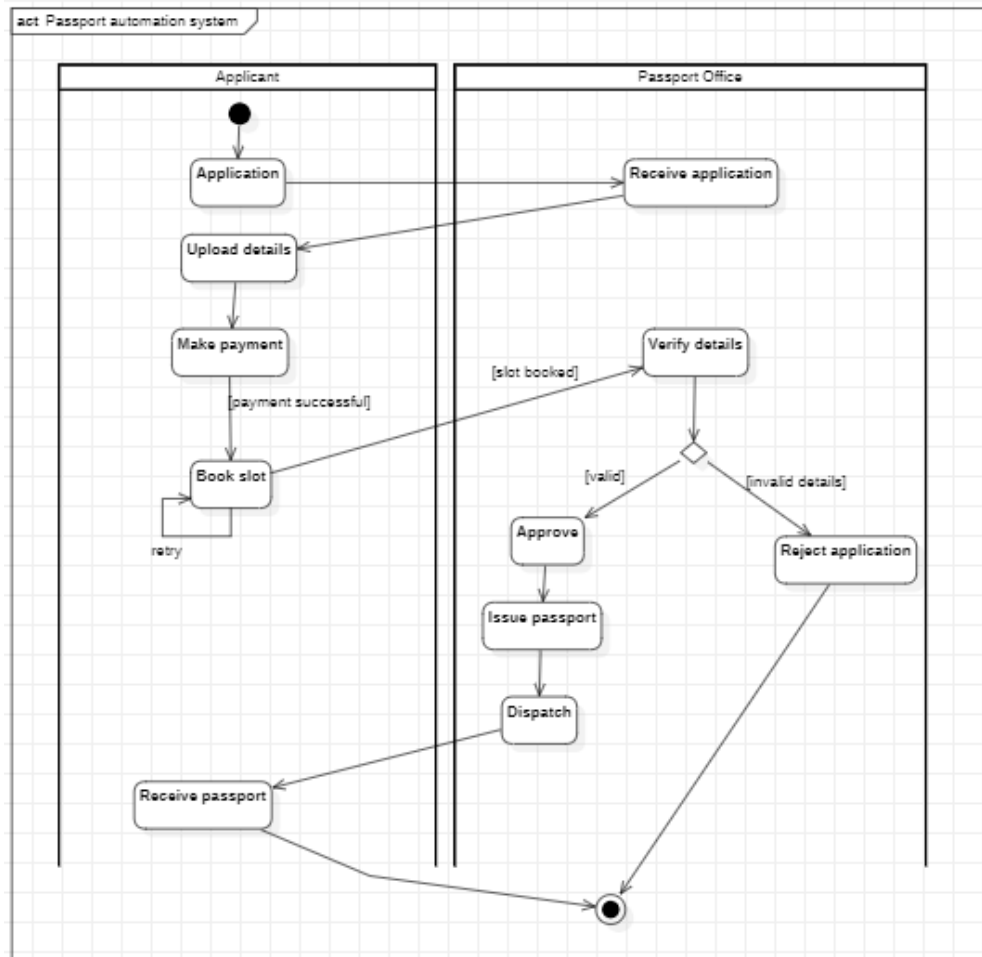 act Passport automation system
Applicant
Passport Office
Application
Receive application
Upload details
Make payment
Verify details
[slot booked]
[payment successful]
Book slot
[valid]
[invalid details]
retry
Approve
Reject application
Issue passport
Dispatch
Receive passport